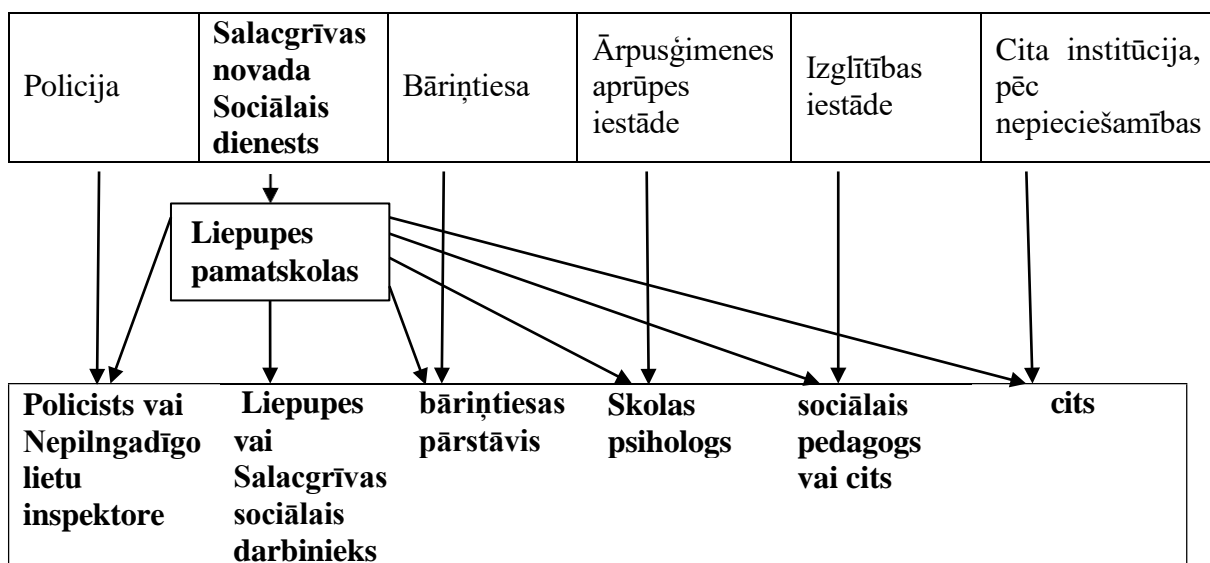 Policija
Salacgrīvas
novada
Sociālais
dienests
Bāriņtiesa
Ārpusģimenes
aprūpes
iestāde
Izglītības
iestāde
Cita institūcija,
pēc
nepieciešamības
Liepupes
pamatskolas
Policists vai
Nepilngadīgo
lietu
inspektore
Liepupes
vai
Salacgrīvas
sociālais
darbinieks
bāriņtiesas
pārstāvis
Skolas
psihologs
sociālais
pedagogs
vai cits
cits